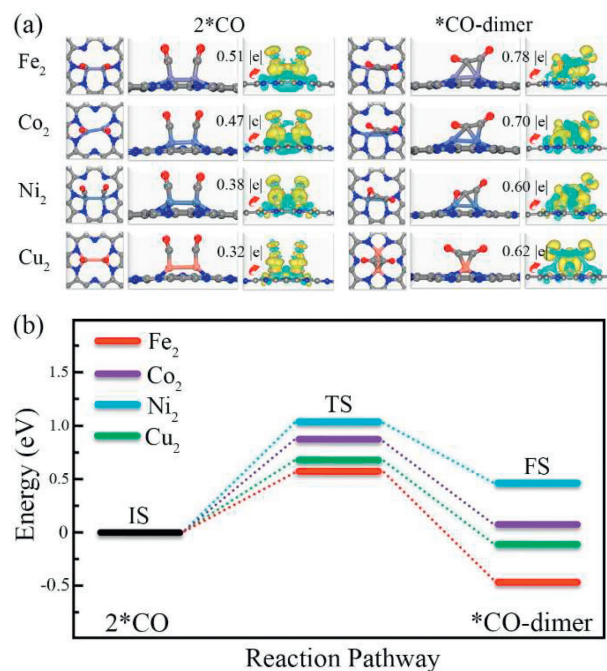 (a) 2*CO *CO-dimer
Fe₂ 0.51 |e| 0.78 |e|
Co₂ 0.47 |e| 0.70 |e|
Ni₂ 0.38 |e| 0.60 |e|
Cu₂ 0.32 |e| 0.62 |e|
(b)
Fe₂
Co₂
Ni₂
Cu₂
1.5
1.0
0.5
0
-0.5
Energy (eV)
IS
TS
FS
2*CO *CO-dimer
Reaction Pathway